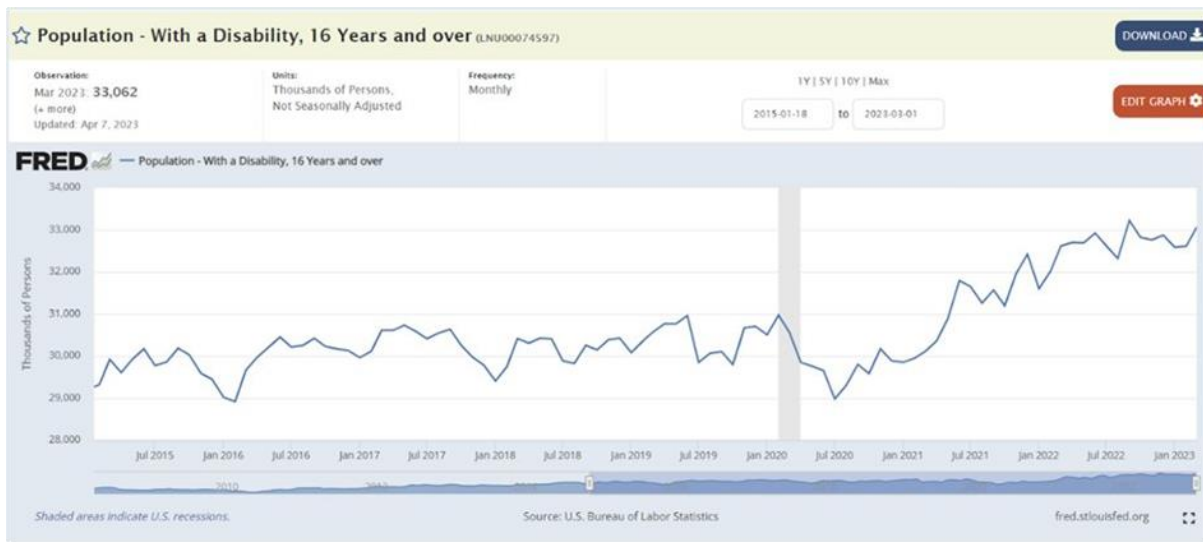 Population - With a Disability, 16 Years and over (LNU00074597)
DOWNLOAD
Observation:
Mar 2023: 33,062
(+ more)
Updated: Apr 7, 2023
Units:
Thousands of Persons,
Not Seasonally Adjusted
Frequency:
Monthly
1Y | 5Y | 10Y | Max
2015-01-18 to 2023-03-01
EDIT GRAPH
FRED
Population - With a Disability, 16 Years and over
34,000
33,000
32,000
31,000
30,000
29,000
28,000
Thousands of Persons
Jul 2015 Jan 2016 Jul 2016 Jan 2017 Jul 2017 Jan 2018 Jul 2018 Jan 2019 Jul 2019 Jan 2020 Jul 2020 Jan 2021 Jul 2021 Jan 2022 Jul 2022 Jan 2023
2010
Shaded areas indicate U.S. recessions.
Source: U.S. Bureau of Labor Statistics
fred.stlouisfed.org